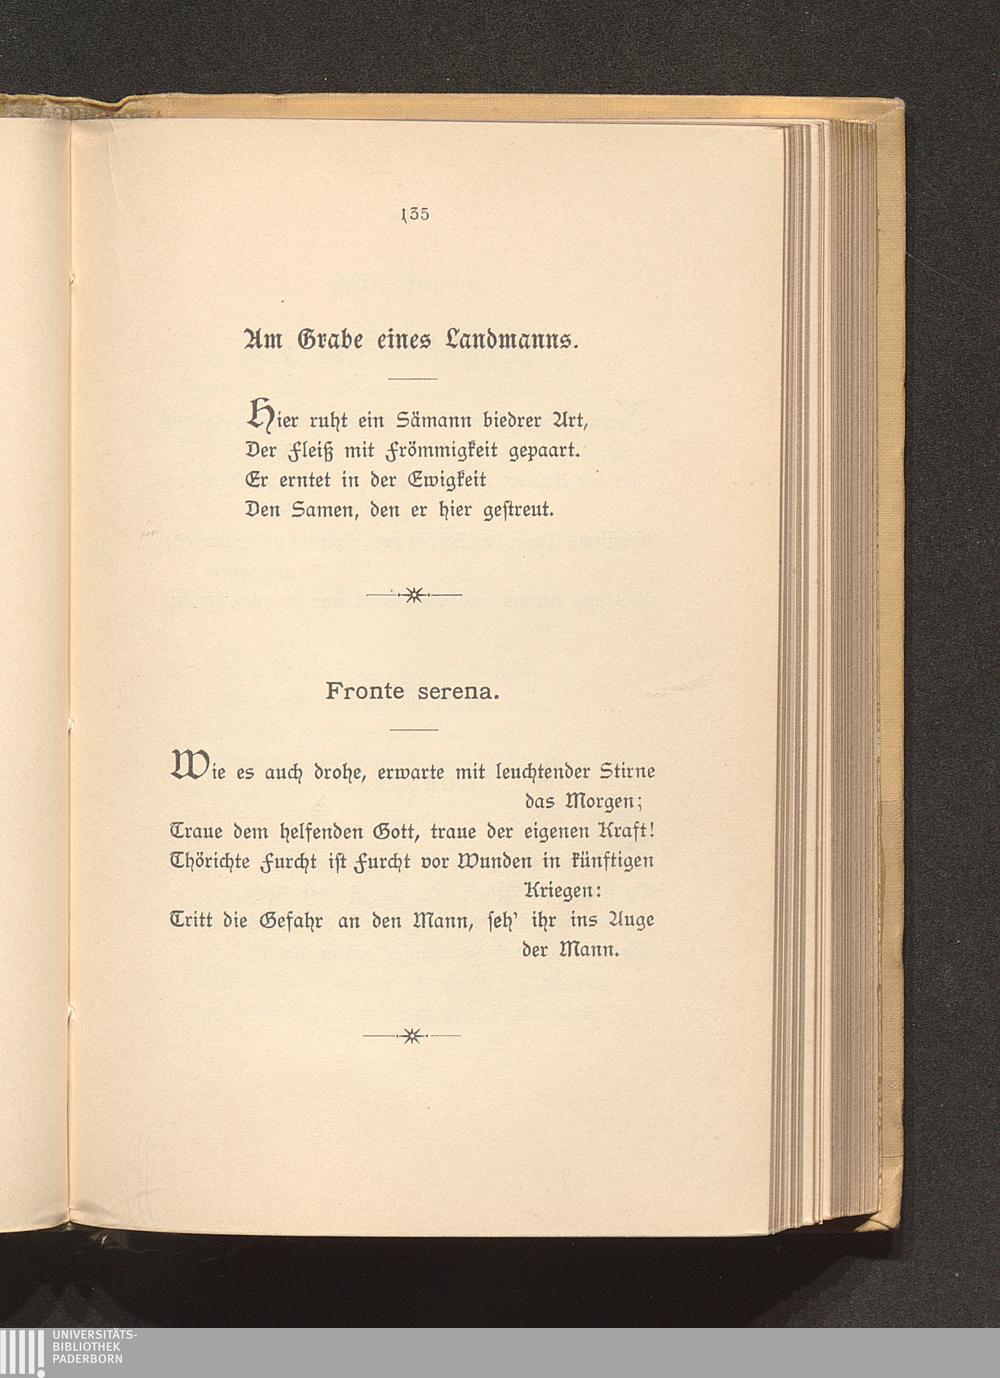 135
Am Grabe eines Landmanns.
Hier ruht ein Sämann biedrer Art,
Der Fleiß mit Frömmigkeit gepaart.
Er erntet in der Ewigkeit
Den Samen, den er hier gestreut.
Fronte serena.
Wie es auch drohe, erwarte mit leuchtender Stirne
das Morgen;
Traue dem helfenden Gott, traue der eigenen Kraft!
Thörichte Furcht ist Furcht vor Wunden in künftigen
Kriegen:
Tritt die Gefahr an den Mann, seh' ihr ins Auge
der Mann.
UNIVERSITÄTS-
BIBLIOTHEK
PADERBORN